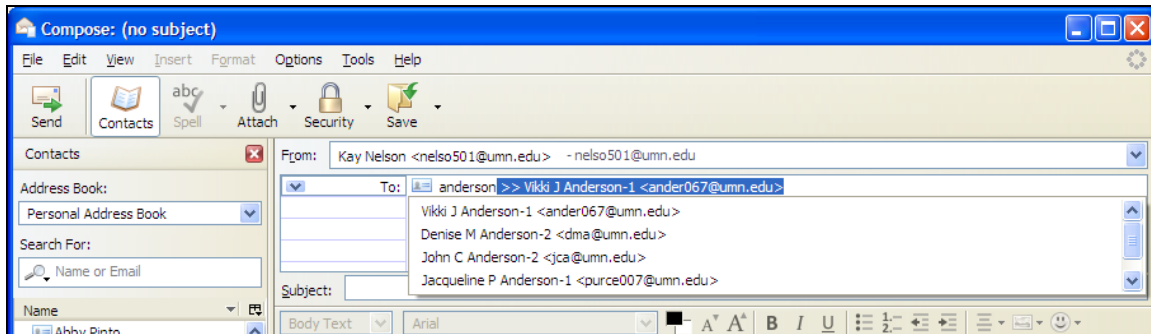 Compose: (no subject)
File Edit View Insert Format Options Tools Help
abc
Send Contacts Spell Attach Security Save
Contacts
From: Kay Nelson <nelso501@umn.edu> - nelso501@umn.edu
Address Book:
To: anderson >> Vikki J Anderson-1 <ander067@umn.edu>
Personal Address Book
Vikki J Anderson-1 <ander067@umn.edu>
Denise M Anderson-2 <dma@umn.edu>
Search For:
John C Anderson-2 <jca@umn.edu>
Name or Email
Jacqueline P Anderson-1 <purce007@umn.edu>
Subject:
Name
Body Text Arial A A B I U
Abby Pinto